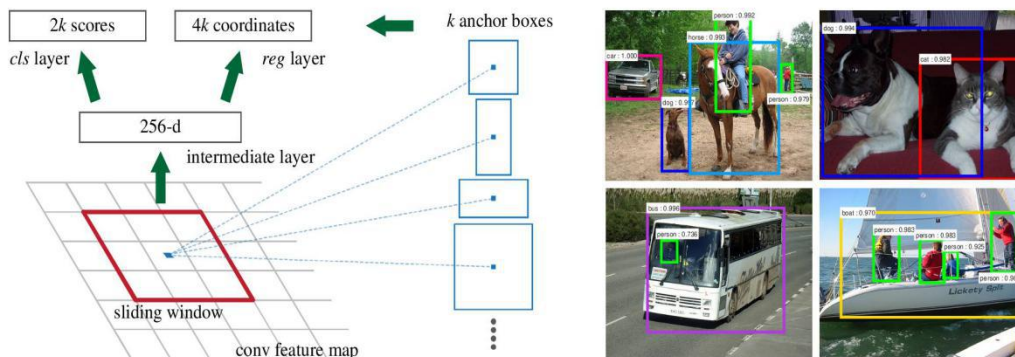 2k scores
4k coordinates
k anchor boxes
cls layer
reg layer
256-d
intermediate layer
sliding window
conv feature map
person : 0.992
horse : 0.993
car : 1.000
dog : 0.997
person : 0.979
dog : 0.994
cat : 0.982
bus : 0.996
person : 0.736
boat : 0.970
person : 0.983
person : 0.983
person : 0.925
person :
Lickety Split